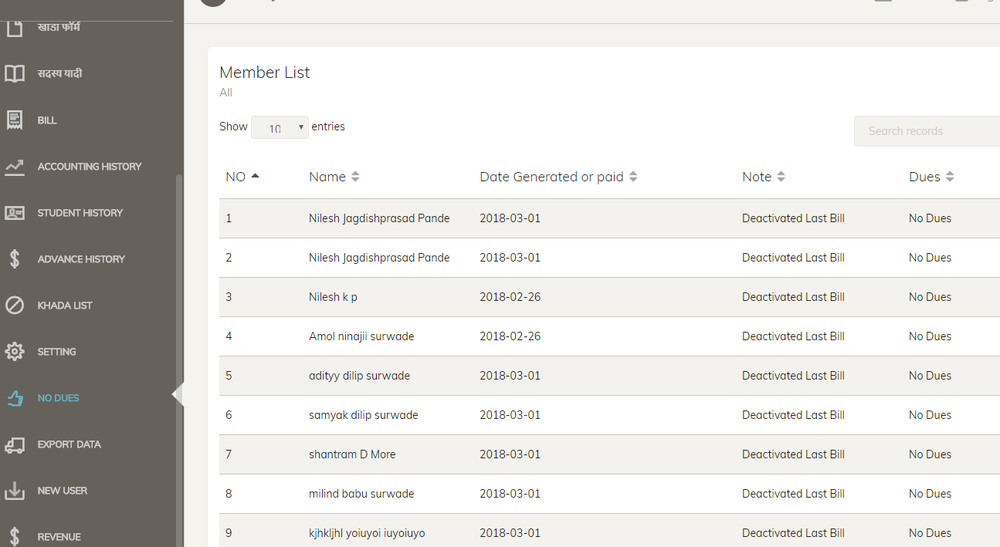 खाडा फॉर्म
सदस्य यादी
BILL
ACCOUNTING HISTORY
STUDENT HISTORY
ADVANCE HISTORY
KHADA LIST
SETTING
NO DUES
EXPORT DATA
NEW USER
REVENUE
Member List
All
Show 10 entries
Search records
NO Name Date Generated or paid Note Dues
1 Nilesh Jagdishprasad Pande 2018-03-01 Deactivated Last Bill No Dues
2 Nilesh Jagdishprasad Pande 2018-03-01 Deactivated Last Bill No Dues
3 Nilesh k p 2018-02-26 Deactivated Last Bill No Dues
4 Amol ninajii surwade 2018-02-26 Deactivated Last Bill No Dues
5 adityy dilip surwade 2018-03-01 Deactivated Last Bill No Dues
6 samyak dilip surwade 2018-03-01 Deactivated Last Bill No Dues
7 shantram D More 2018-03-01 Deactivated Last Bill No Dues
8 milind babu surwade 2018-03-01 Deactivated Last Bill No Dues
9 kjhkljhl yoiuyoi iuyoiuyo 2018-03-01 Deactivated Last Bill No Dues